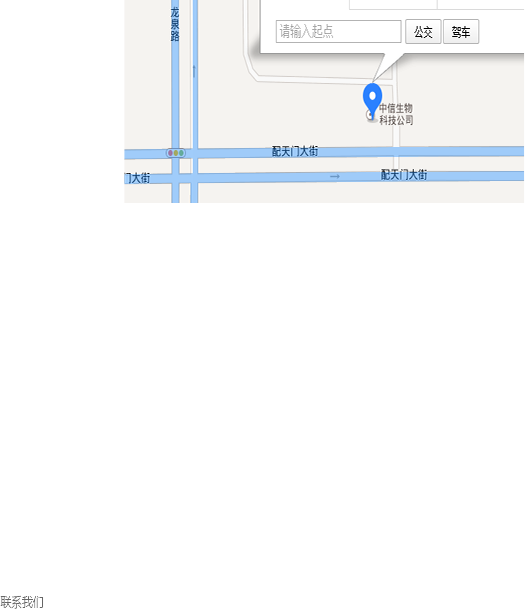 龙泉路
请输入起点 公交 驾车
中信生物
科技公司
配天门大街
门大街 配天门大街
联系我们